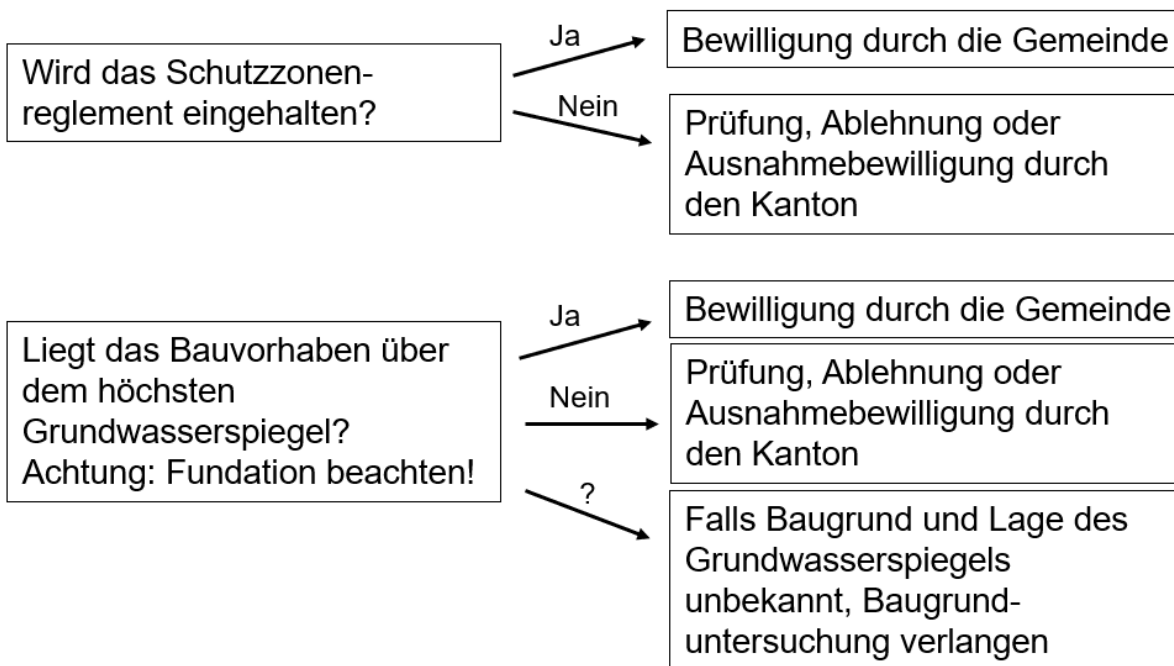 Wird das Schutzzonen-
reglement eingehalten?
Ja
Bewilligung durch die Gemeinde
Nein
Prüfung, Ablehnung oder
Ausnahmebewilligung durch
den Kanton
Liegt das Bauvorhaben über
dem höchsten
Grundwasserspiegel?
Achtung: Fundation beachten!
Ja
Bewilligung durch die Gemeinde
Nein
Prüfung, Ablehnung oder
Ausnahmebewilligung durch
den Kanton
?
Falls Baugrund und Lage des
Grundwasserspiegels
unbekannt, Baugrund-
untersuchung verlangen